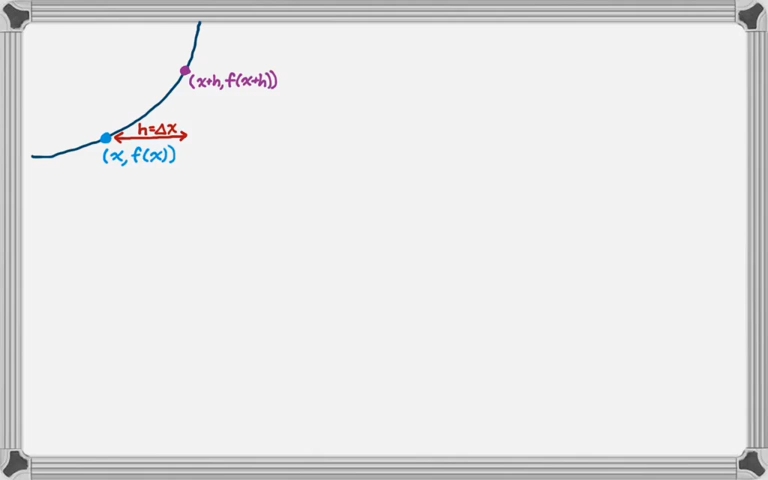 (x+h, f(x+h))
h=Δx
(x, f(x))